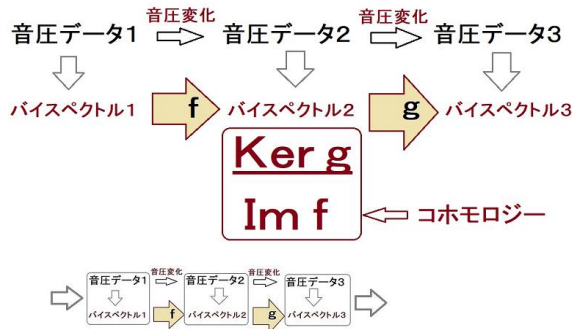 音圧変化 音圧変化
音圧データ1 音圧データ2 音圧データ3
バイスペクトル1 f バイスペクトル2 g バイスペクトル3
Ker g
Im f
コホモロジー
音圧変化 音圧変化
音圧データ1 音圧データ2 音圧データ3
バイスペクトル1 f バイスペクトル2 g バイスペクトル3